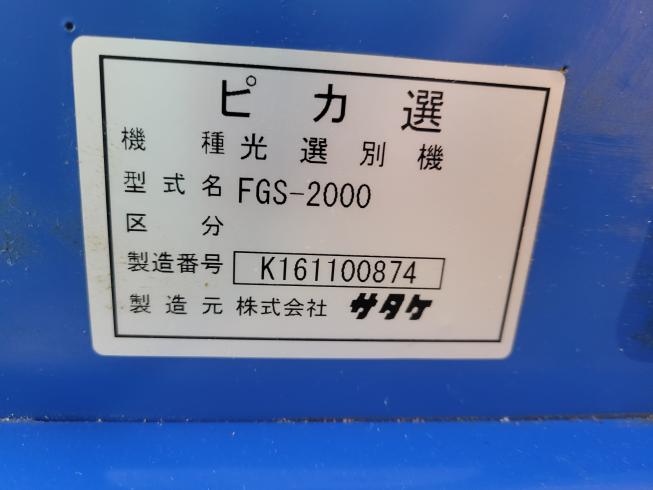 ピカ選
機種 光選別機
型式名 FGS-2000
区分
製造番号 K161100874
製造元 株式会社 サタケ